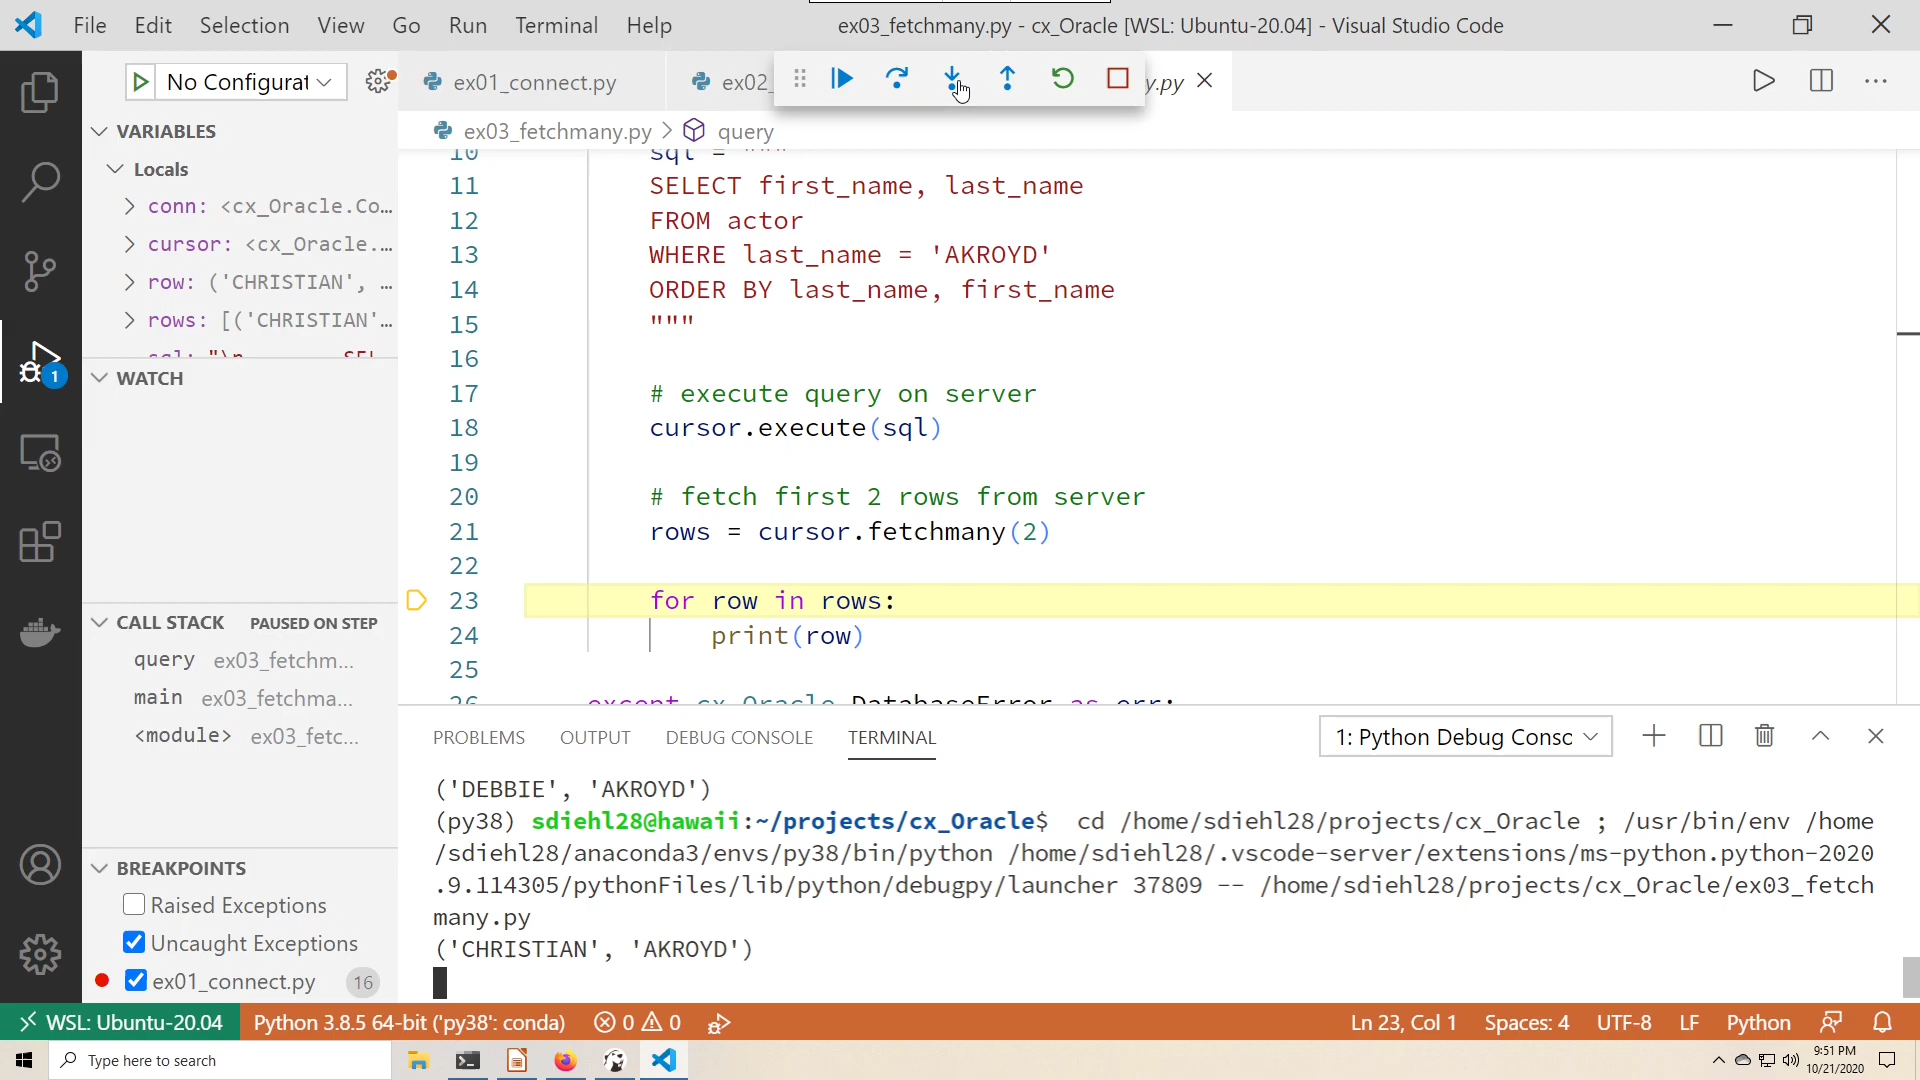 File Edit Selection View Go Run Terminal Help
ex03_fetchmany.py - cx_Oracle [WSL: Ubuntu-20.04] - Visual Studio Code
No Configurat
ex01_connect.py
ex02_
y.py
VARIABLES
Locals
conn: <cx_Oracle.Co…
cursor: <cx_Oracle.…
row: ('CHRISTIAN', …
rows: [('CHRISTIAN'…
WATCH
CALL STACK PAUSED ON STEP
query ex03_fetchm…
main ex03_fetchma…
<module> ex03_fetc…
BREAKPOINTS
Raised Exceptions
Uncaught Exceptions
ex01_connect.py 16
1
ex03_fetchmany.py > query
10 sql = """
11 SELECT first_name, last_name
12 FROM actor
13 WHERE last_name = 'AKROYD'
14 ORDER BY last_name, first_name
15 """
16
17 # execute query on server
18 cursor.execute(sql)
19
20 # fetch first 2 rows from server
21 rows = cursor.fetchmany(2)
22
23 for row in rows:
24 print(row)
25
26 except cx_Oracle.DatabaseError as err:
PROBLEMS OUTPUT DEBUG CONSOLE TERMINAL
1: Python Debug Consc
('DEBBIE', 'AKROYD')
(py38) sdiehl28@hawaii:~/projects/cx_Oracle$ cd /home/sdiehl28/projects/cx_Oracle ; /usr/bin/env /home
/sdiehl28/anaconda3/envs/py38/bin/python /home/sdiehl28/.vscode-server/extensions/ms-python.python-2020
.9.114305/pythonFiles/lib/python/debugpy/launcher 37809 -- /home/sdiehl28/projects/cx_Oracle/ex03_fetch
many.py
('CHRISTIAN', 'AKROYD')
WSL: Ubuntu-20.04 Python 3.8.5 64-bit ('py38': conda) 0 0
Ln 23, Col 1 Spaces: 4 UTF-8 LF Python
Type here to search
9:51 PM
10/21/2020